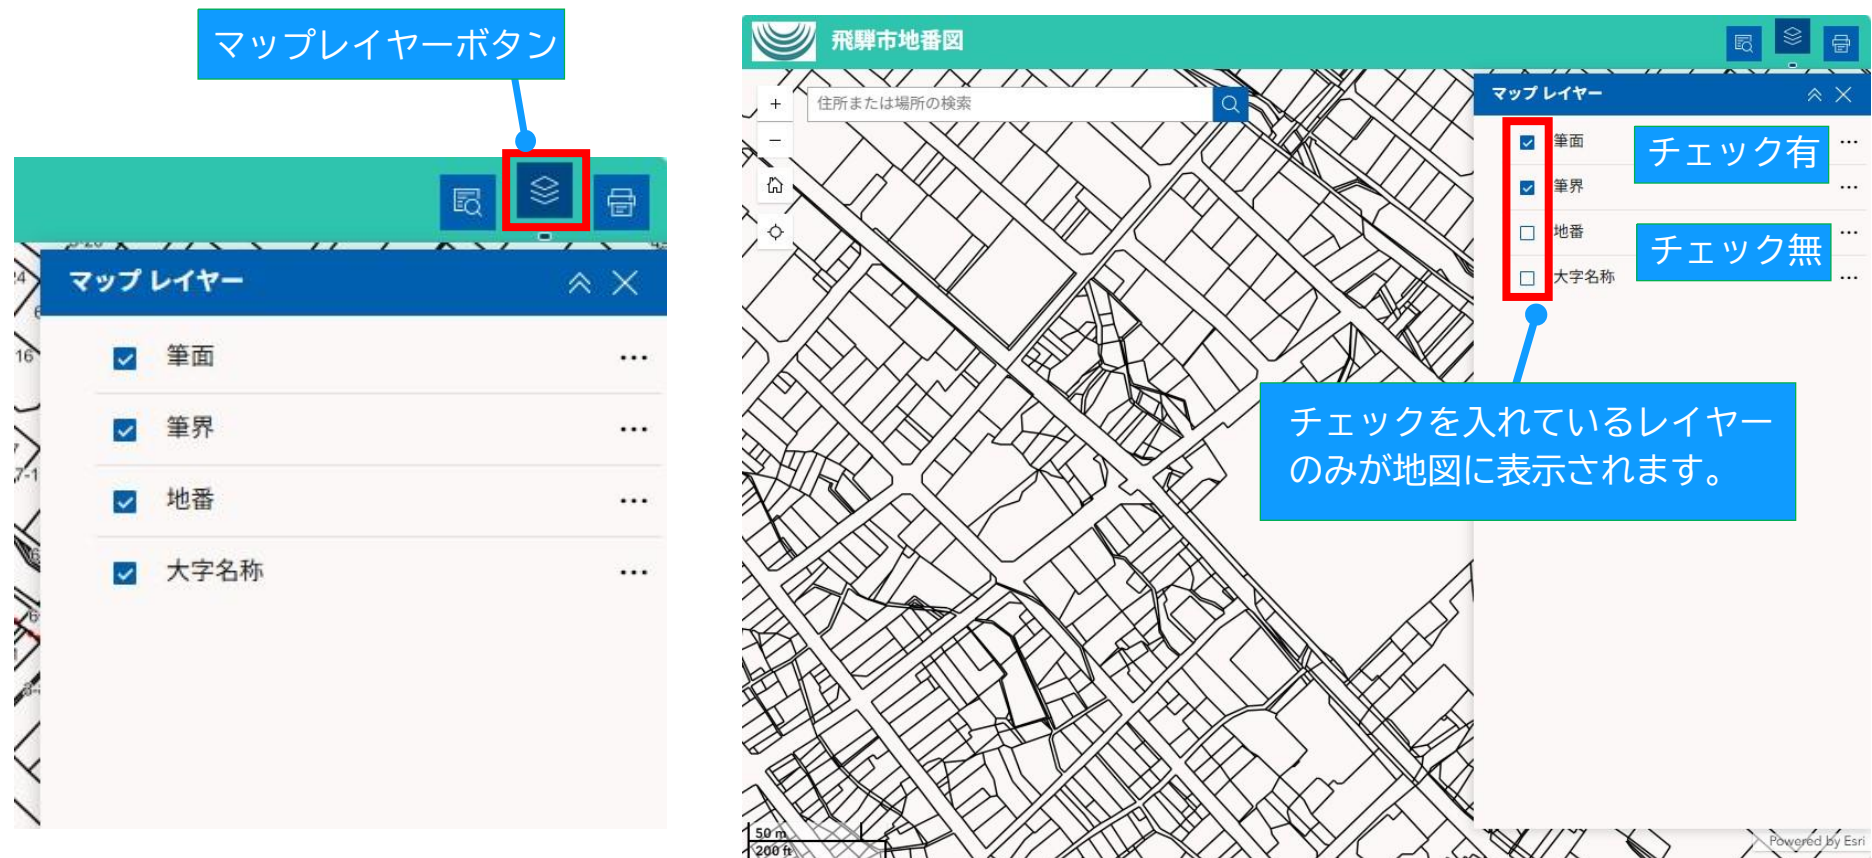 マップレイヤーボタン
マップ レイヤー
筆面
筆界
地番
大字名称
16
7-1
飛騨市地番図
住所または場所の検索
マップ レイヤー
筆面
チェック有
筆界
地番
チェック無
大字名称
チェックを入れているレイヤー
のみが地図に表示されます。
50 m
200 ft
Powered by Esri